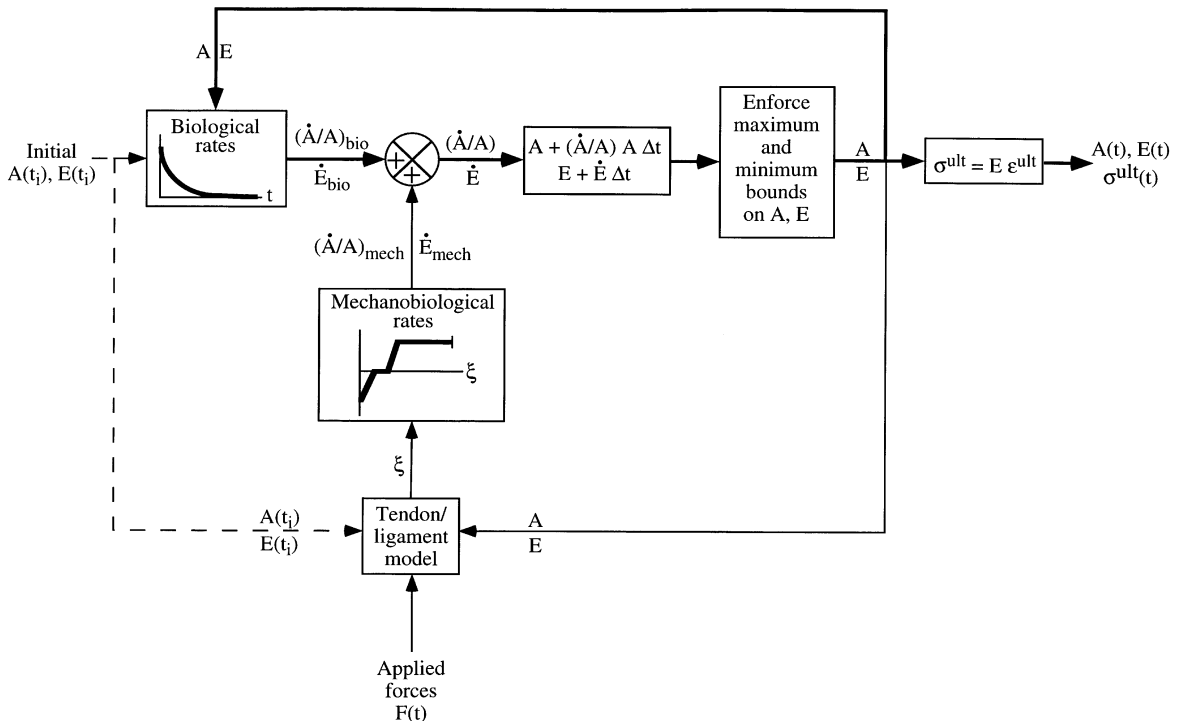 A E
Initial
A(tᵢ), E(tᵢ)
Biological
rates
t
(Ȧ/A)bio
Ėbio
+
+
(Ȧ/A)
Ė
A + (Ȧ/A) A Δt
E + Ė Δt
Enforce
maximum
and
minimum
bounds
on A, E
A
E
σᵘˡᵗ = E εᵘˡᵗ
A(t), E(t)
σᵘˡᵗ(t)
(Ȧ/A)mech Ėmech
Mechanobiological
rates
ξ
ξ
A(tᵢ)
E(tᵢ)
Tendon/
ligament
model
A
E
Applied
forces
F(t)